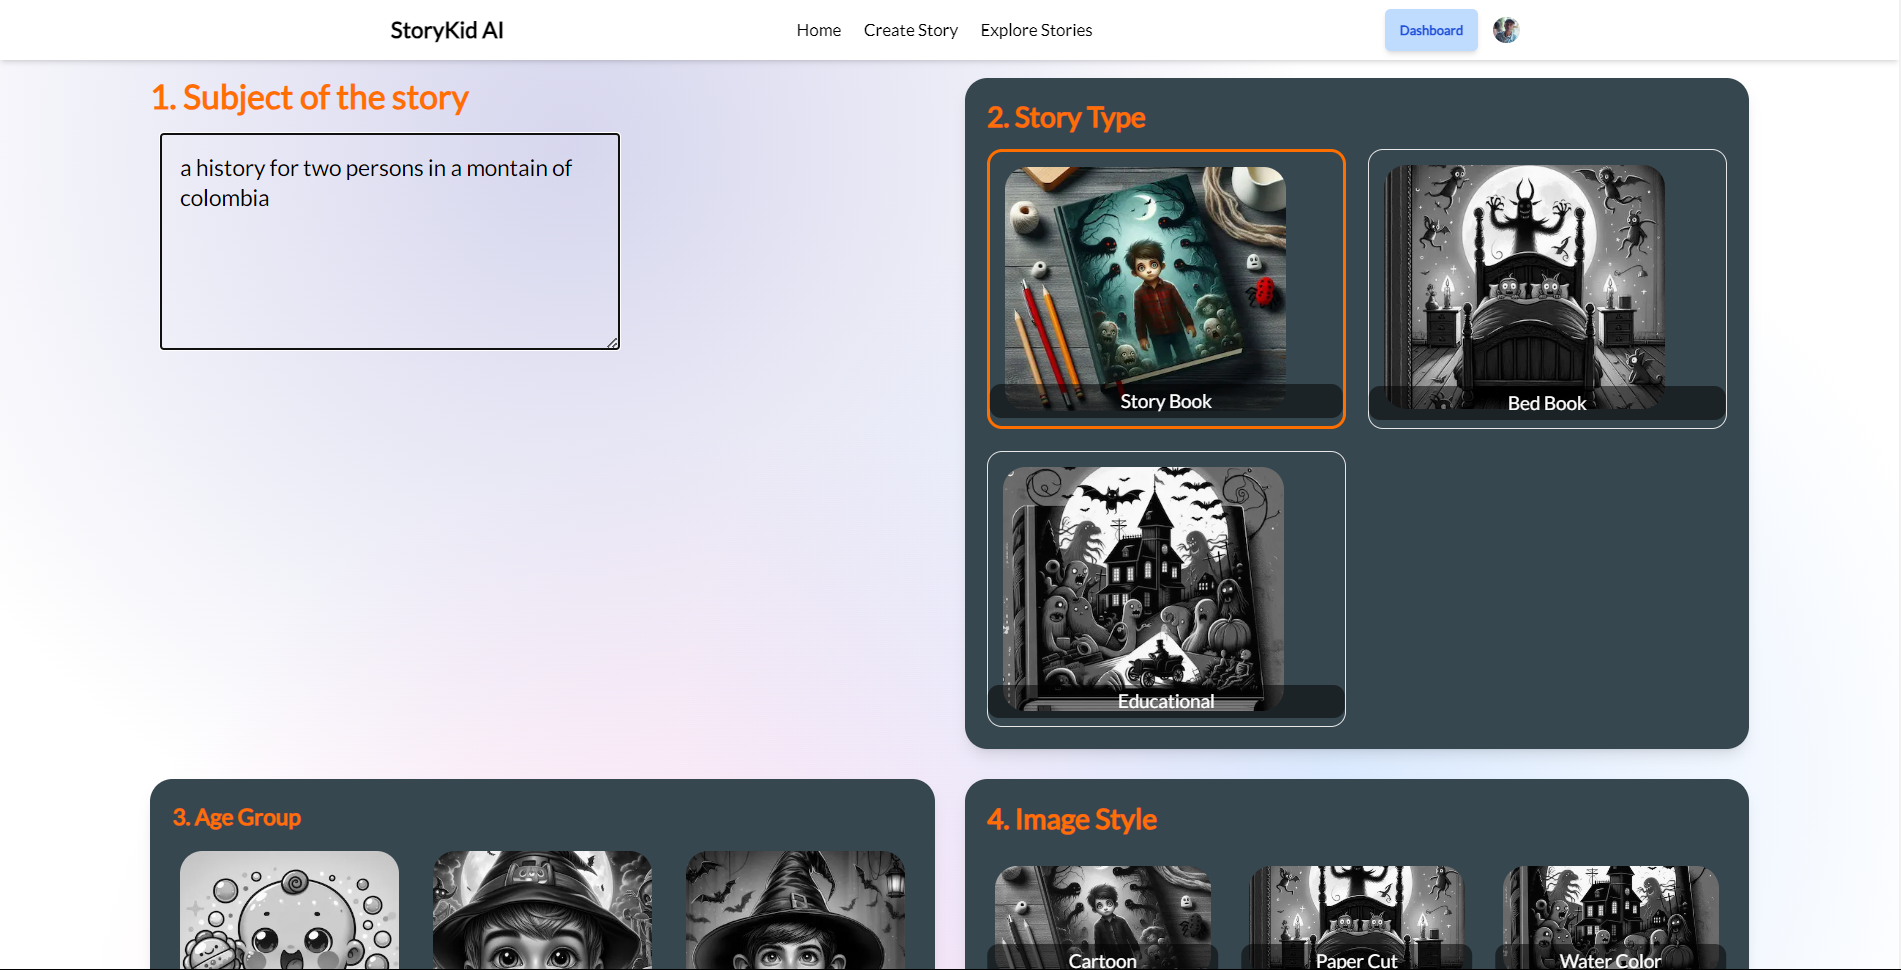 StoryKid AI
Home
Create Story
Explore Stories
Dashboard
1. Subject of the story
a history for two persons in a montain of
colombia
2. Story Type
Story Book
Bed Book
Educational
3. Age Group
4. Image Style
Cartoon
Paper Cut
Water Color